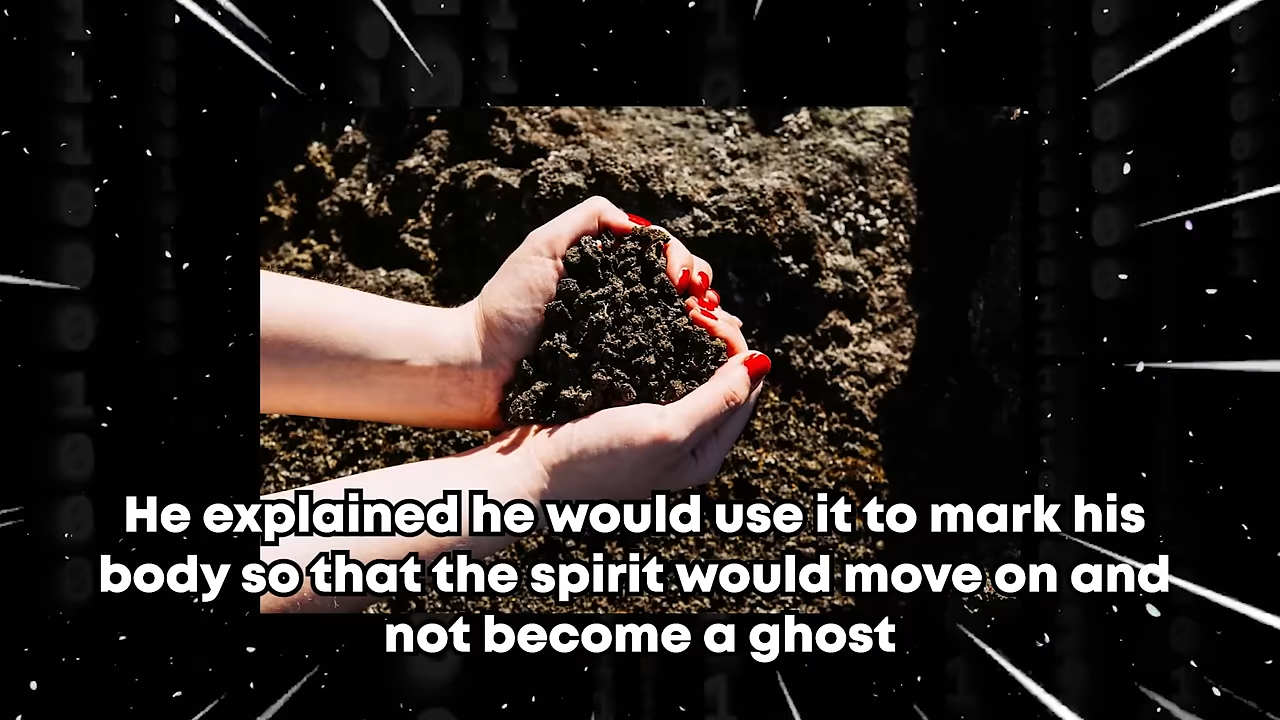 He explained he would use it to mark his
body so that the spirit would move on and
not become a ghost